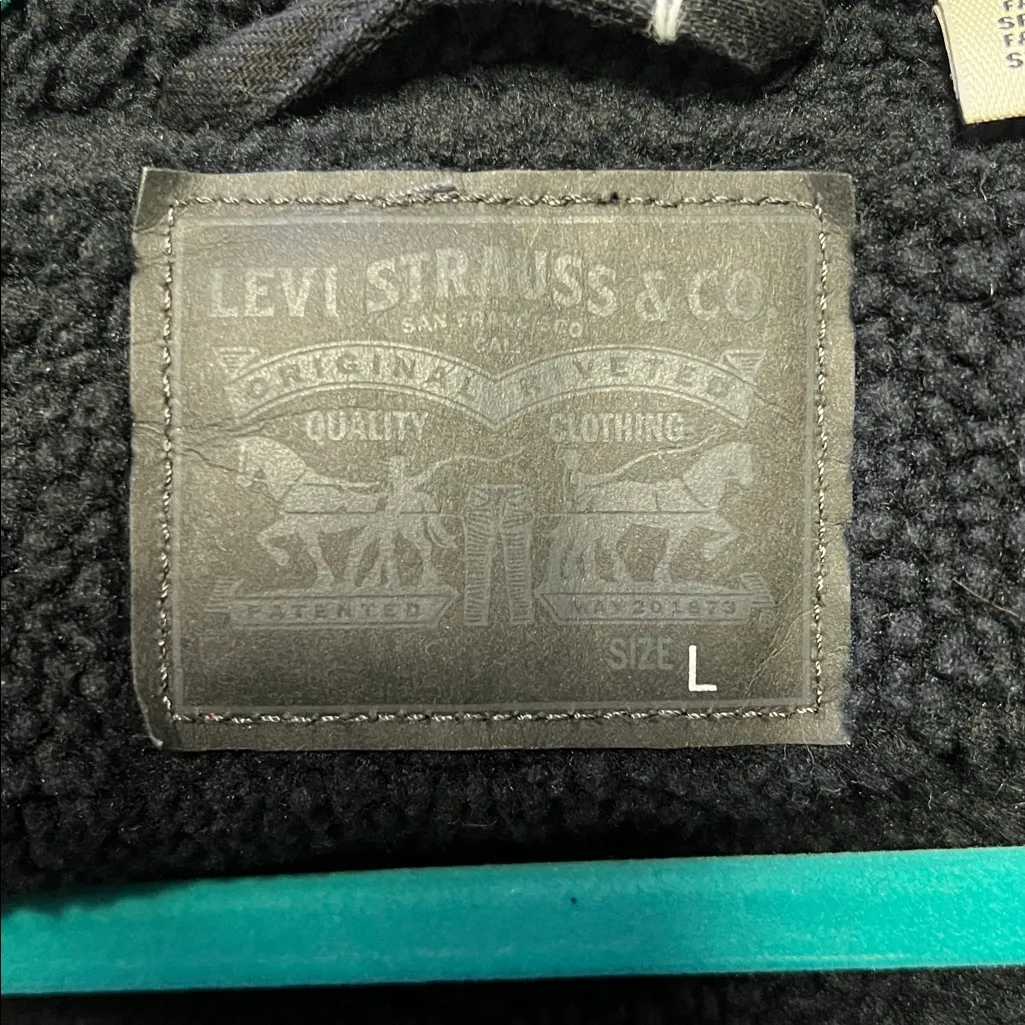 LEVI STRAUSS & CO.
SAN FRANCISCO
CAL
ORIGINAL RIVETED
QUALITY CLOTHING
PATENTED MAY 20 1873
SIZE L